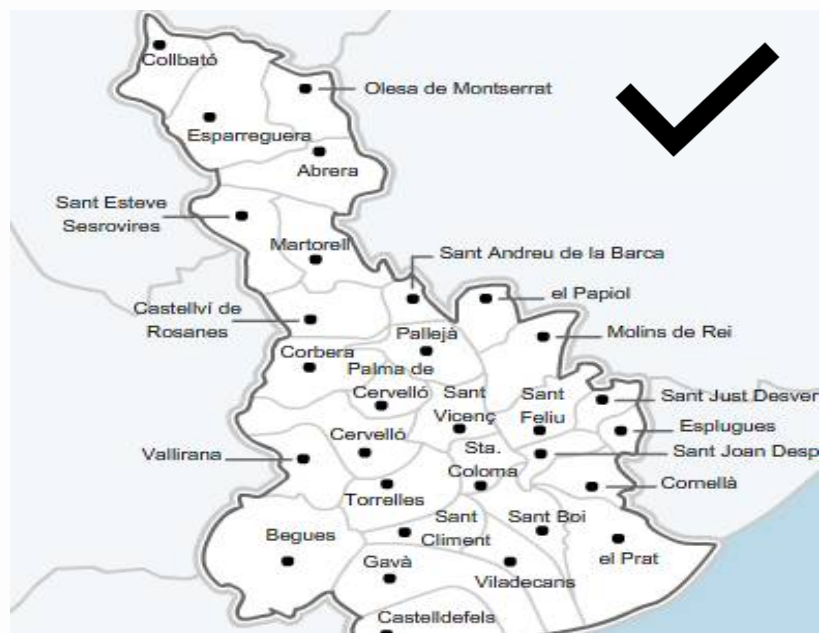 Collbató
Olesa de Montserrat
Esparreguera
Abrera
Sant Esteve
Sesrovires
Martorell
Sant Andreu de la Barca
el Papiol
Castellví de
Rosanes
Pallejà
Molins de Rei
Corbera
Palma de
Cervelló
Sant
Vicenç
Sant
Feliu
Sant Just Desver
Esplugues
Cervelló
Sta.
Coloma
Vallirana
Sant Joan Desp
Cornellà
Torrelles
Sant
Climent
Sant Boi
Begues
Gavà
Viladecans
el Prat
Castelldefels